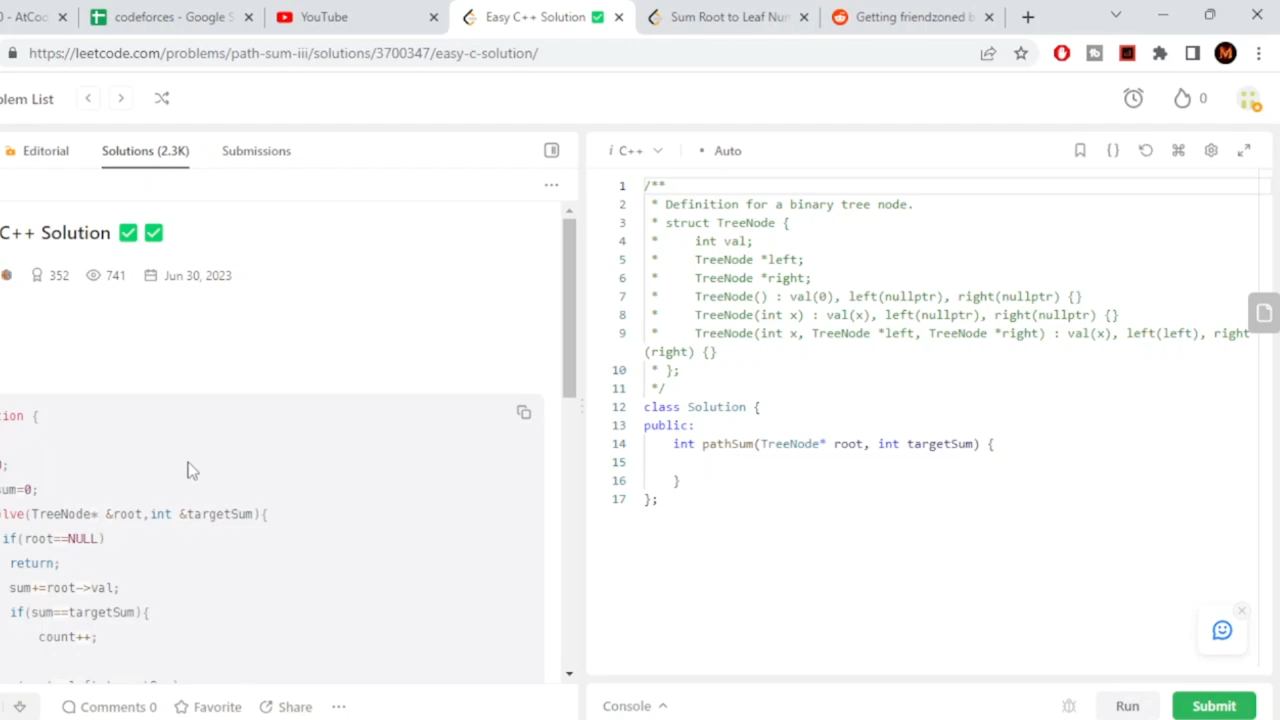 0 - AtCod
codeforces - Google S
YouTube
Easy C++ Solution ✅
Sum Root to Leaf Num
Getting friendzoned b
https://leetcode.com/problems/path-sum-iii/solutions/3700347/easy-c-solution/
M
blem List
0
Editorial
Solutions (2.3K)
Submissions
C++ Solution ✅ ✅
352
741
Jun 30, 2023
tion {
);
sum=0;
olve(TreeNode* &root,int &targetSum){
if(root==NULL)
return;
sum+=root->val;
if(sum==targetSum){
count++;
Comments 0
Favorite
Share
i C++
• Auto
1 /**
2 * Definition for a binary tree node.
3 * struct TreeNode {
4 *     int val;
5 *     TreeNode *left;
6 *     TreeNode *right;
7 *     TreeNode() : val(0), left(nullptr), right(nullptr) {}
8 *     TreeNode(int x) : val(x), left(nullptr), right(nullptr) {}
9 *     TreeNode(int x, TreeNode *left, TreeNode *right) : val(x), left(left), right
(right) {}
10 * };
11 */
12 class Solution {
13 public:
14     int pathSum(TreeNode* root, int targetSum) {
15
16     }
17 };
Console
Run
Submit